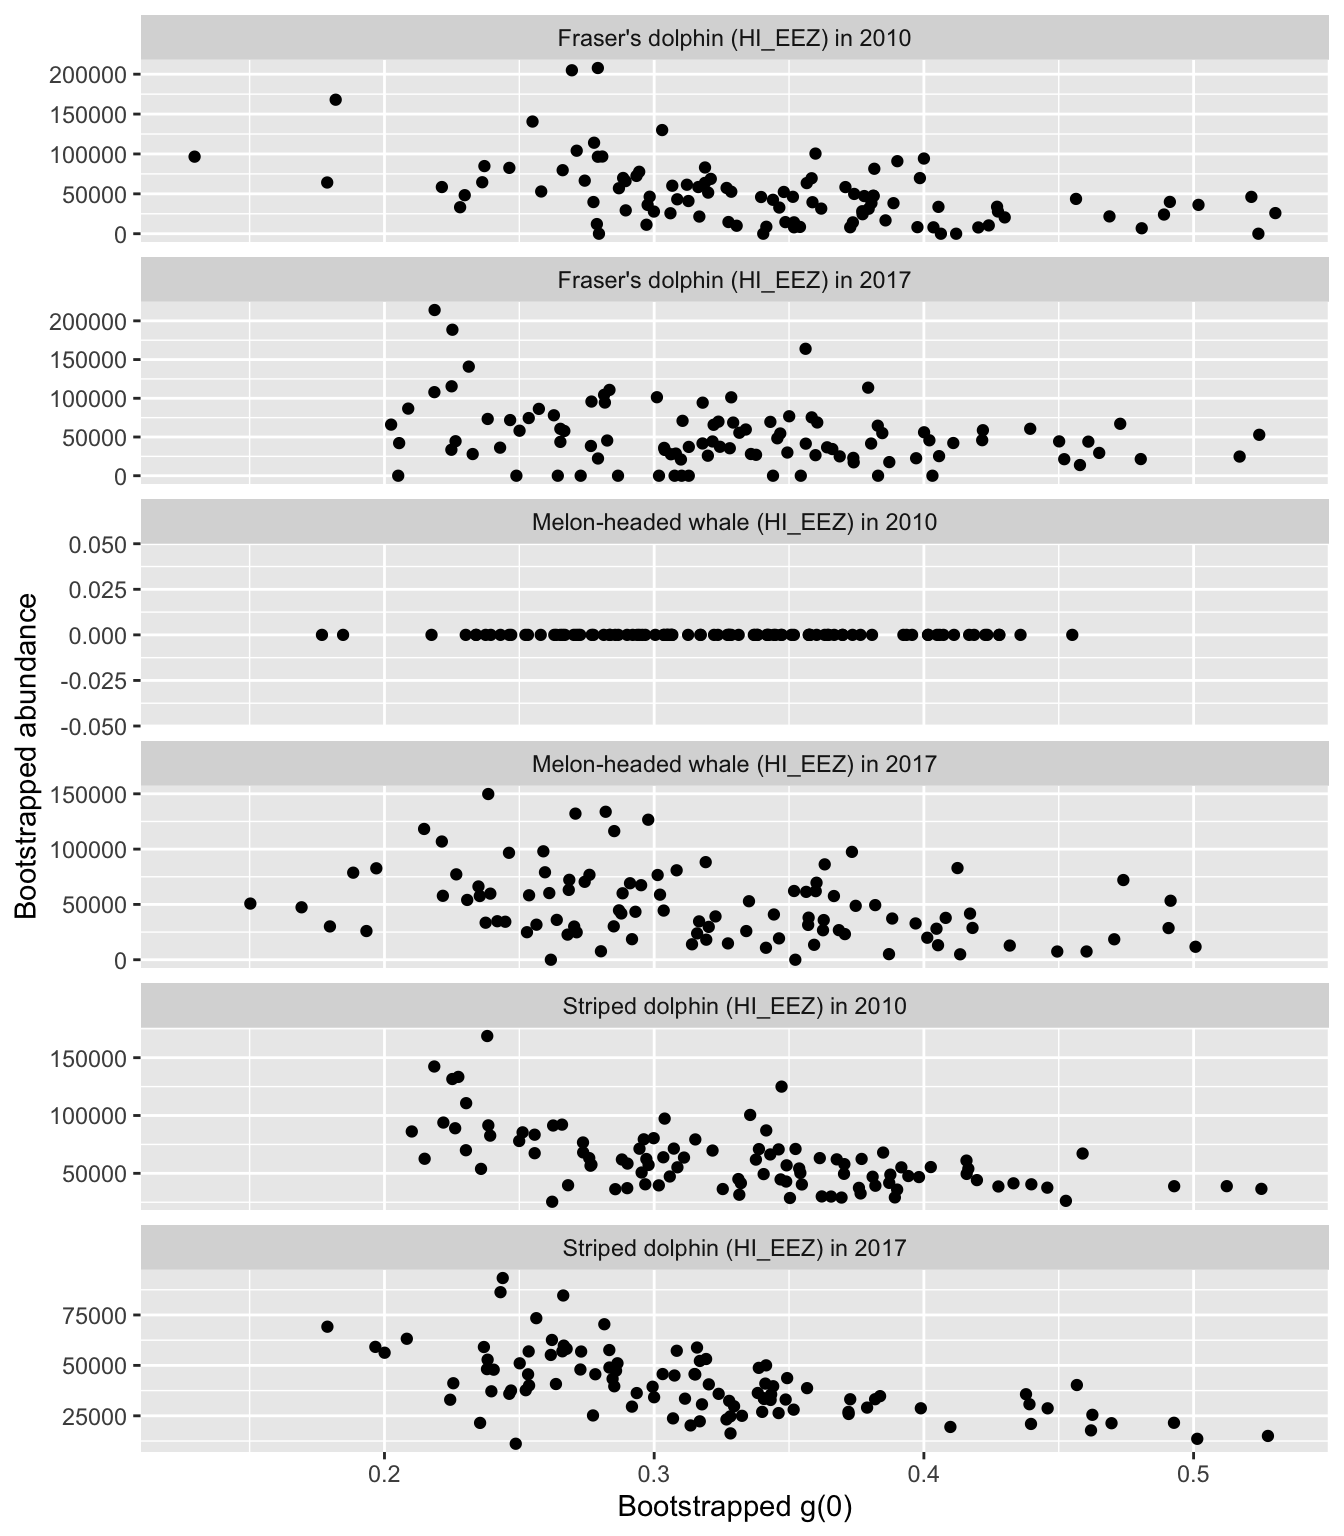 Fraser's dolphin (HI_EEZ) in 2010
200000
150000
100000
50000
0
Fraser's dolphin (HI_EEZ) in 2017
200000
150000
100000
50000
0
Melon-headed whale (HI_EEZ) in 2010
0.050
0.025
0.000
-0.025
-0.050
Melon-headed whale (HI_EEZ) in 2017
150000
100000
50000
0
Striped dolphin (HI_EEZ) in 2010
150000
100000
50000
Striped dolphin (HI_EEZ) in 2017
75000
50000
25000
0.2 0.3 0.4 0.5
Bootstrapped g(0)
Bootstrapped abundance